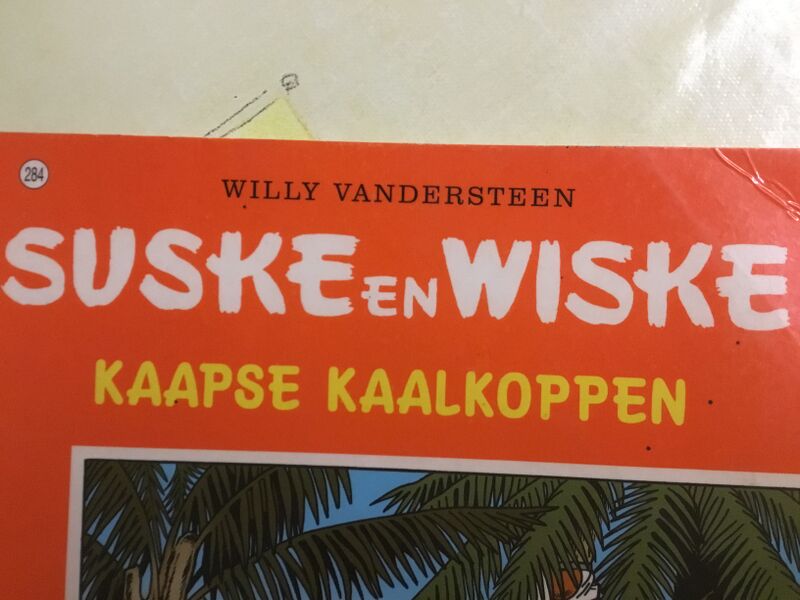 284
WILLY VANDERSTEEN
SUSKE EN WISKE
KAAPSE KAALKOPPEN